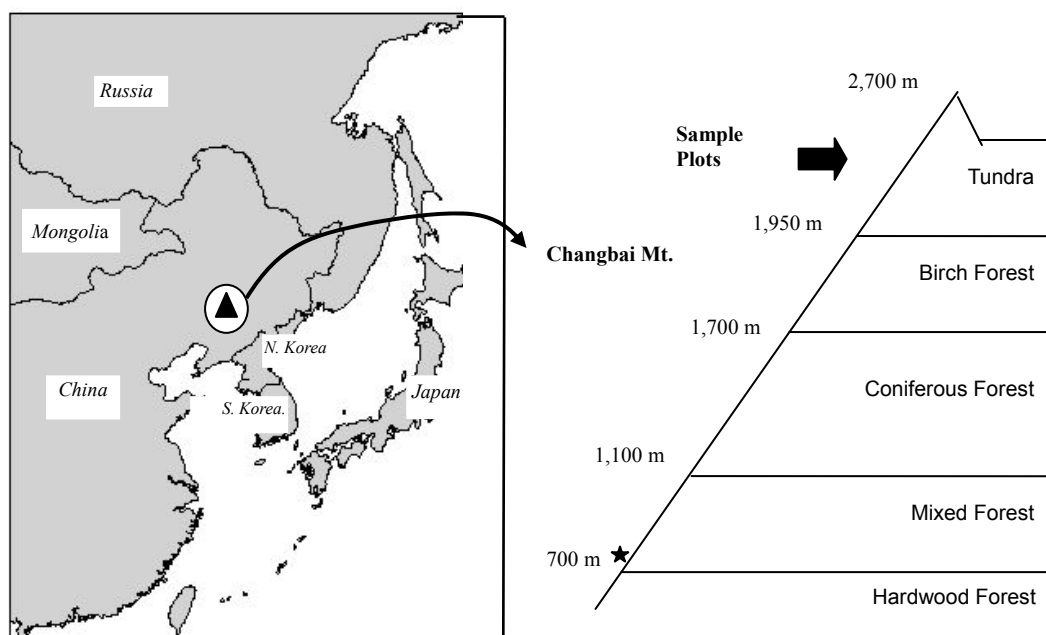 Russia
Mongolia
China
N. Korea
S. Korea.
Japan
Changbai Mt.
Sample
Plots
2,700 m
Tundra
1,950 m
Birch Forest
1,700 m
Coniferous Forest
1,100 m
Mixed Forest
700 m
Hardwood Forest